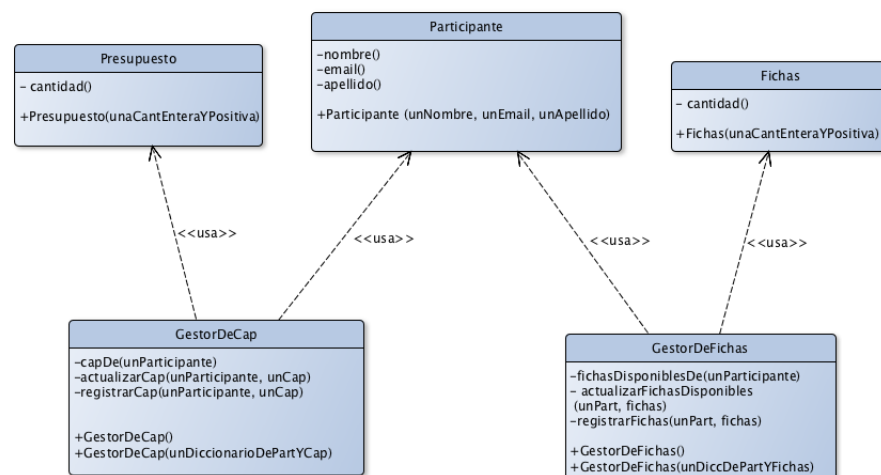 Presupuesto
- cantidad()
+Presupuesto(unaCantEnteraYPositiva)
Participante
-nombre()
-email()
-apellido()
+Participante (unNombre, unEmail, unApellido)
Fichas
- cantidad()
+Fichas(unaCantEnteraYPositiva)
<<usa>>
<<usa>>
<<usa>>
<<usa>>
GestorDeCap
-capDe(unParticipante)
-actualizarCap(unParticipante, unCap)
-registrarCap(unParticipante, unCap)
+GestorDeCap()
+GestorDeCap(unDiccionarioDePartYCap)
GestorDeFichas
-fichasDisponiblesDe(unParticipante)
- actualizarFichasDisponibles
(unPart, fichas)
-registrarFichas(unPart, fichas)
+GestorDeFichas()
+GestorDeFichas(unDiccDePartYFichas)